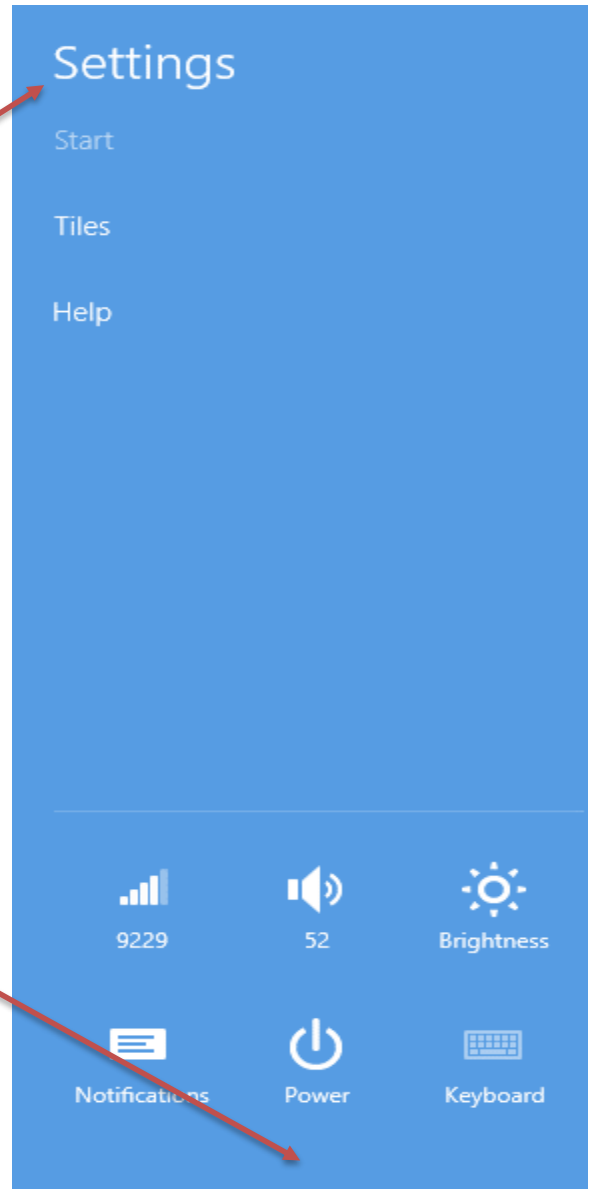 Settings
Start
Tiles
Help
9229 52 Brightness
Notifications Power Keyboard